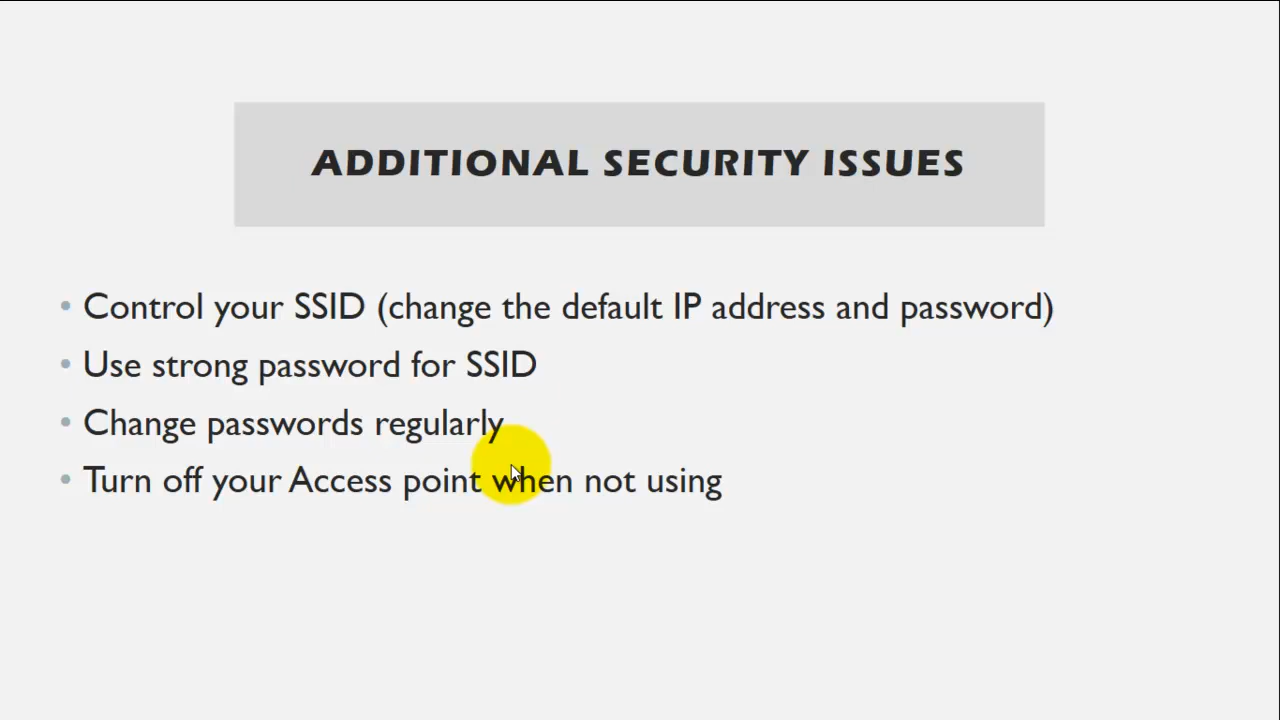 ADDITIONAL SECURITY ISSUES
• Control your SSID (change the default IP address and password)
• Use strong password for SSID
• Change passwords regularly
• Turn off your Access point when not using